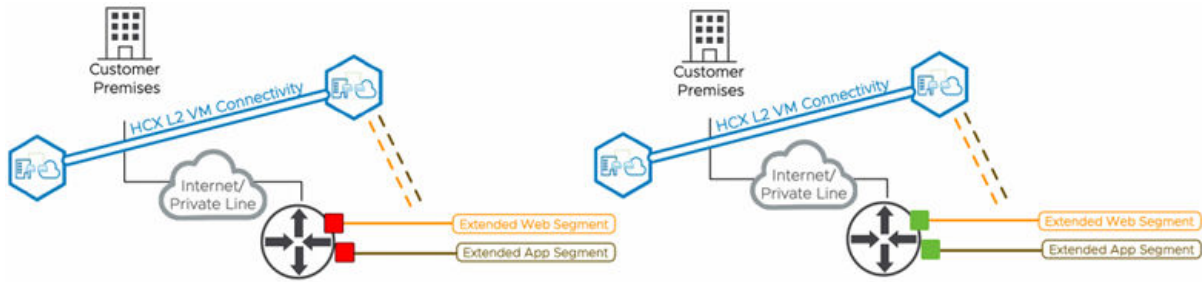 Customer
Premises
HCX L2 VM Connectivity
Internet/
Private Line
Extended Web Segment
Extended App Segment
Customer
Premises
HCX L2 VM Connectivity
Internet/
Private Line
Extended Web Segment
Extended App Segment